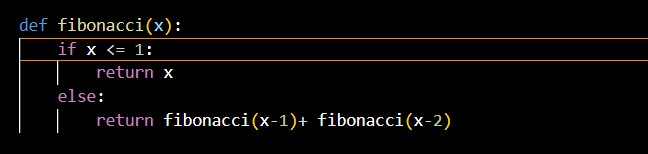 def fibonacci(x):
    if x <= 1:
        return x
    else:
        return fibonacci(x-1)+ fibonacci(x-2)